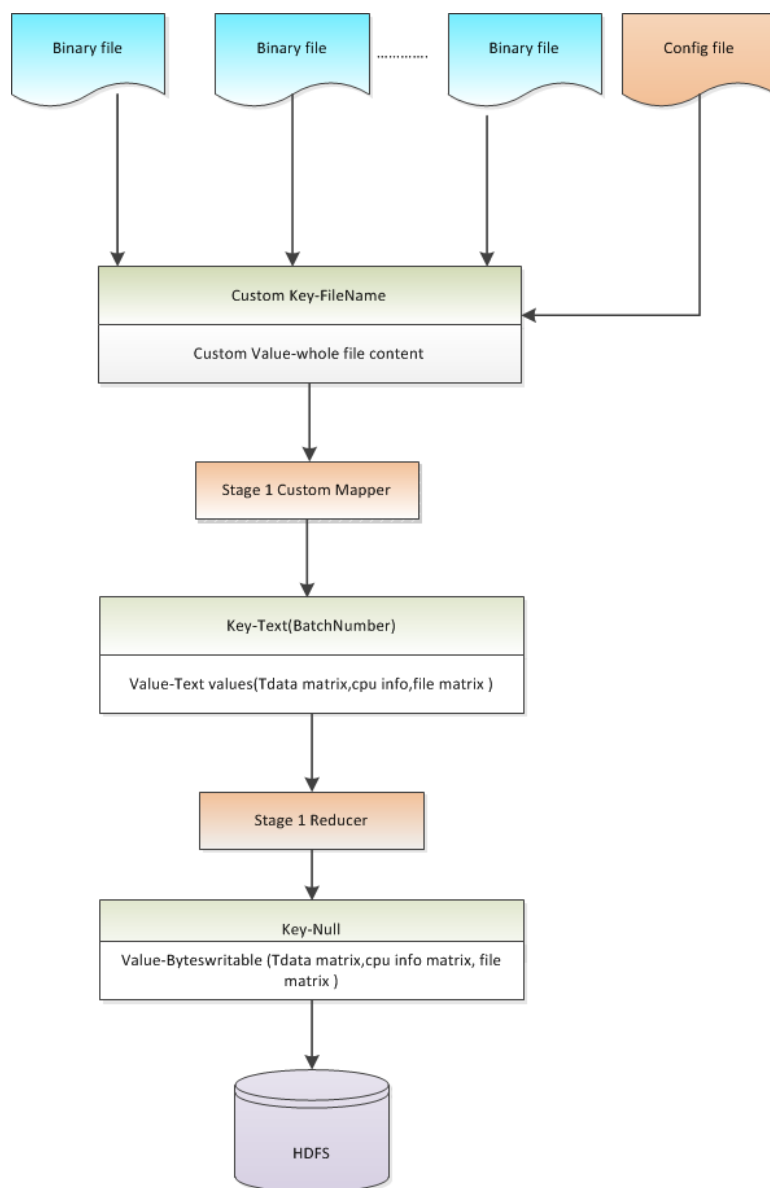 Binary file
Binary file
.............
Binary file
Config file
Custom Key-FileName
Custom Value-whole file content
Stage 1 Custom Mapper
Key-Text(BatchNumber)
Value-Text values(Tdata matrix,cpu info,file matrix )
Stage 1 Reducer
Key-Null
Value-Byteswritable (Tdata matrix,cpu info matrix, file
matrix )
HDFS